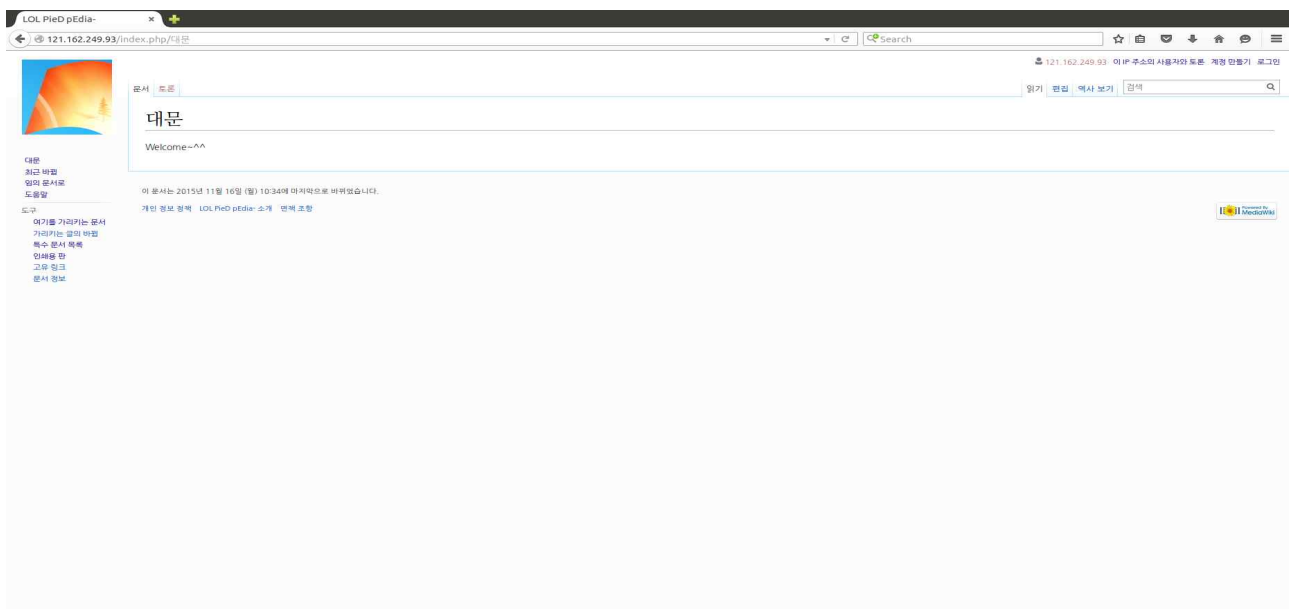 LOL PieD pEdia-
121.162.249.93/index.php/대문
Search
121.162.249.93 이 IP 주소의 사용자와 토론 계정 만들기 로그인
문서 토론
읽기 편집 역사 보기 검색
대문
Welcome~^^
대문
최근 바뀜
임의 문서로
도움말
이 문서는 2015년 11월 16일 (월) 10:34에 마지막으로 바뀌었습니다.
개인 정보 정책 LOL PieD pEdia- 소개 면책 조항
도구
여기를 가리키는 문서
가리키는 글의 바뀜
특수 문서 목록
인쇄용 판
고유 링크
문서 정보
Powered By
MediaWiki